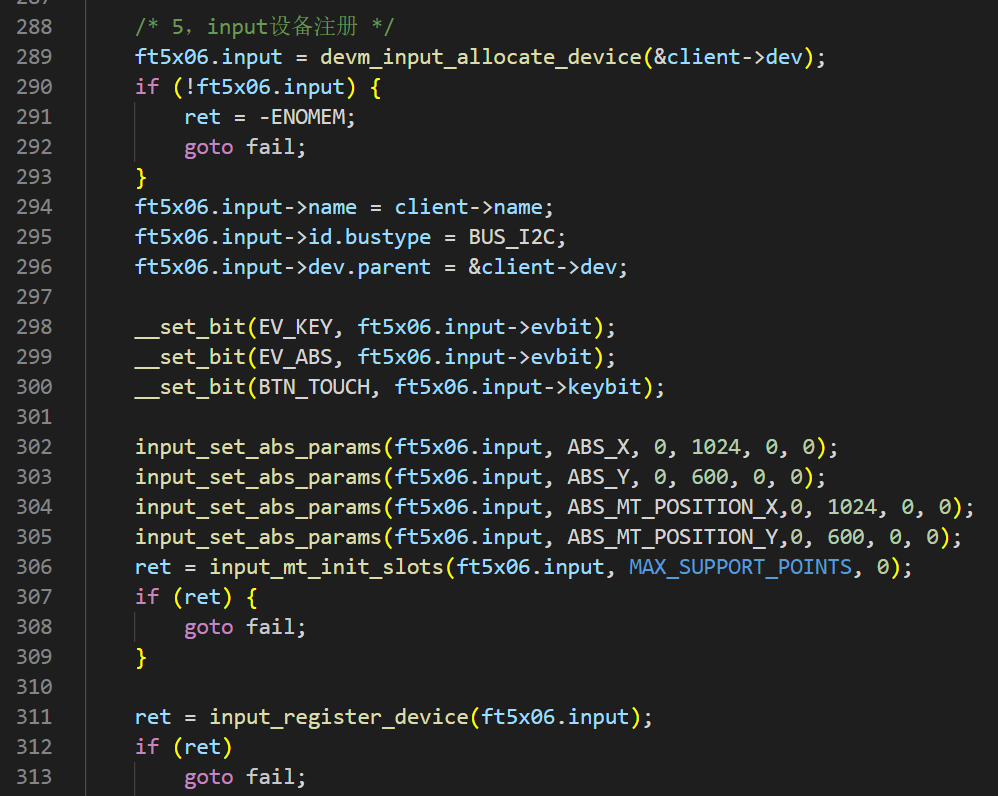 288 /* 5，input设备注册 */
289 ft5x06.input = devm_input_allocate_device(&client->dev);
290 if (!ft5x06.input) {
291 ret = -ENOMEM;
292 goto fail;
293 }
294 ft5x06.input->name = client->name;
295 ft5x06.input->id.bustype = BUS_I2C;
296 ft5x06.input->dev.parent = &client->dev;
297
298 __set_bit(EV_KEY, ft5x06.input->evbit);
299 __set_bit(EV_ABS, ft5x06.input->evbit);
300 __set_bit(BTN_TOUCH, ft5x06.input->keybit);
301
302 input_set_abs_params(ft5x06.input, ABS_X, 0, 1024, 0, 0);
303 input_set_abs_params(ft5x06.input, ABS_Y, 0, 600, 0, 0);
304 input_set_abs_params(ft5x06.input, ABS_MT_POSITION_X,0, 1024, 0, 0);
305 input_set_abs_params(ft5x06.input, ABS_MT_POSITION_Y,0, 600, 0, 0);
306 ret = input_mt_init_slots(ft5x06.input, MAX_SUPPORT_POINTS, 0);
307 if (ret) {
308 goto fail;
309 }
310
311 ret = input_register_device(ft5x06.input);
312 if (ret)
313 goto fail;